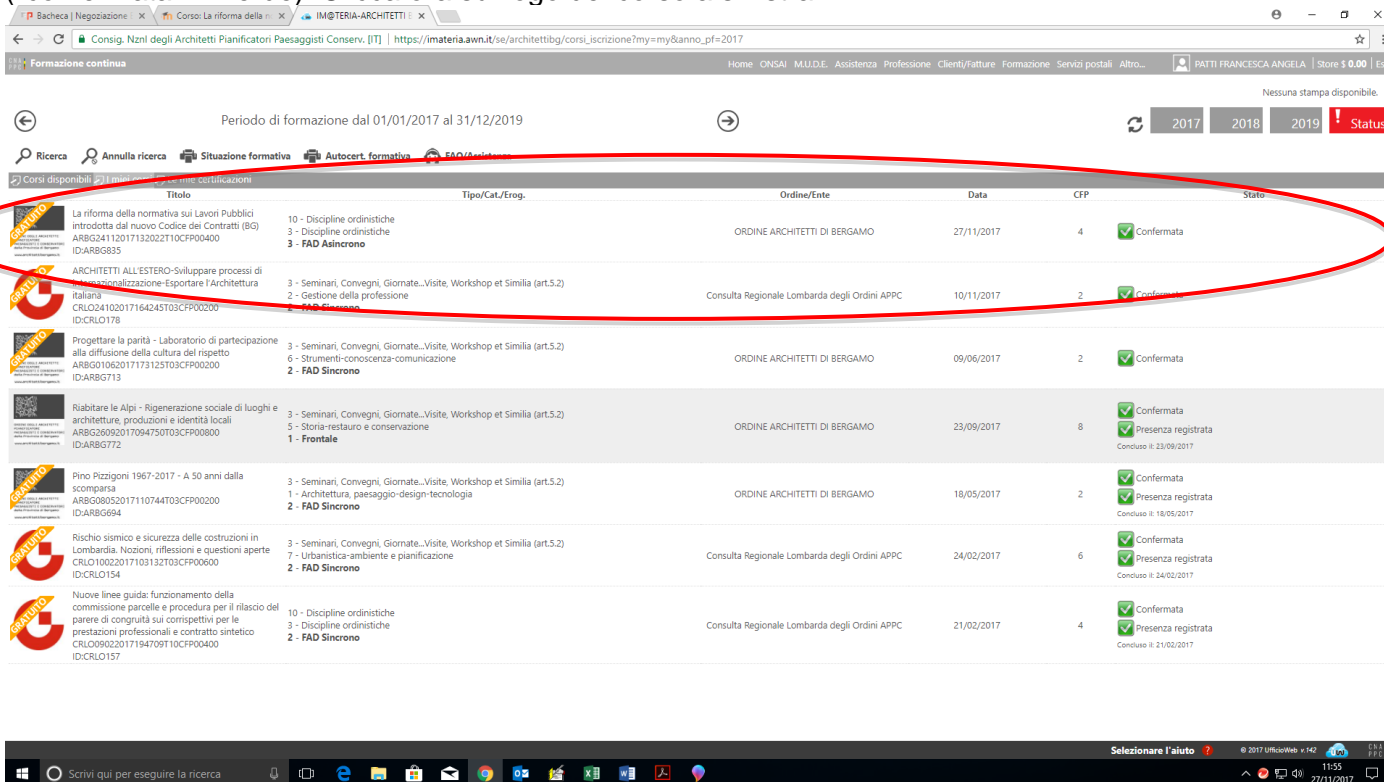 Bacheca | Negoziazione
Corso: La riforma della n
IM@TERIA-ARCHITETTI
Consig. Nznl degli Architetti Pianificatori Paesaggisti Conserv. [IT] | https://imateria.awn.it/se/architettibg/corsi_iscrizione?my=my&anno_pf=2017
Formazione continua Home ONSAI M.U.D.E. Assistenza Professione Clienti/Fatture Formazione Servizi postali Altro... PATTI FRANCESCA ANGELA | Store $ 0.00 | Es
Nessuna stampa disponibile.
Periodo di formazione dal 01/01/2017 al 31/12/2019
2017 2018 2019 ! Status
Ricerca Annulla ricerca Situazione formativa Autocert. formativa FAQ/Assistenza
Corsi disponibili I miei corsi Le mie certificazioni
Titolo Tipo/Cat./Erog. Ordine/Ente Data CFP Stato
GRATUITO
La riforma della normativa sui Lavori Pubblici
introdotta dal nuovo Codice dei Contratti (BG)
ARBG24112017132022T10CFP00400
ID:ARBG835
10 - Discipline ordinistiche
3 - Discipline ordinistiche
3 - FAD Asincrono
ORDINE ARCHITETTI DI BERGAMO
27/11/2017
4
Confermata
GRATUITO
ARCHITETTI ALL'ESTERO-Sviluppare processi di
internazionalizzazione-Esportare l'Architettura
italiana
CRLO24102017164245T03CFP00200
ID:CRLO178
3 - Seminari, Convegni, Giornate...Visite, Workshop et Similia (art.5.2)
2 - Gestione della professione
2 - FAD Sincrono
Consulta Regionale Lombarda degli Ordini APPC
10/11/2017
2
Confermata
GRATUITO
Progettare la parità - Laboratorio di partecipazione
alla diffusione della cultura del rispetto
ARBG01062017173125T03CFP00200
ID:ARBG713
3 - Seminari, Convegni, Giornate...Visite, Workshop et Similia (art.5.2)
6 - Strumenti-conoscenza-comunicazione
2 - FAD Sincrono
ORDINE ARCHITETTI DI BERGAMO
09/06/2017
2
Confermata
Riabitare le Alpi - Rigenerazione sociale di luoghi e
architetture, produzioni e identità locali
ARBG26092017094750T03CFP00800
ID:ARBG772
3 - Seminari, Convegni, Giornate...Visite, Workshop et Similia (art.5.2)
5 - Storia-restauro e conservazione
1 - Frontale
ORDINE ARCHITETTI DI BERGAMO
23/09/2017
8
Confermata
Presenza registrata
Concluso il: 23/09/2017
GRATUITO
Pino Pizzigoni 1967-2017 - A 50 anni dalla
scomparsa
ARBG08052017110744T03CFP00200
ID:ARBG694
3 - Seminari, Convegni, Giornate...Visite, Workshop et Similia (art.5.2)
1 - Architettura, paesaggio-design-tecnologia
2 - FAD Sincrono
ORDINE ARCHITETTI DI BERGAMO
18/05/2017
2
Confermata
Presenza registrata
Concluso il: 18/05/2017
GRATUITO
Rischio sismico e sicurezza delle costruzioni in
Lombardia. Nozioni, riflessioni e questioni aperte
CRLO10022017103132T03CFP00600
ID:CRLO154
3 - Seminari, Convegni, Giornate...Visite, Workshop et Similia (art.5.2)
7 - Urbanistica-ambiente e pianificazione
2 - FAD Sincrono
Consulta Regionale Lombarda degli Ordini APPC
24/02/2017
6
Confermata
Presenza registrata
Concluso il: 24/02/2017
GRATUITO
Nuove linee guida: funzionamento della
commissione parcelle e procedura per il rilascio del
parere di congruità sui corrispettivi per le
prestazioni professionali e contratto sintetico
CRLO09022017194709T10CFP00400
ID:CRLO157
10 - Discipline ordinistiche
3 - Discipline ordinistiche
2 - FAD Sincrono
Consulta Regionale Lombarda degli Ordini APPC
21/02/2017
4
Confermata
Presenza registrata
Concluso il: 21/02/2017
Selezionare l'aiuto ? © 2017 UfficioWeb v.142
Scrivi qui per eseguire la ricerca
11:55
27/11/2017